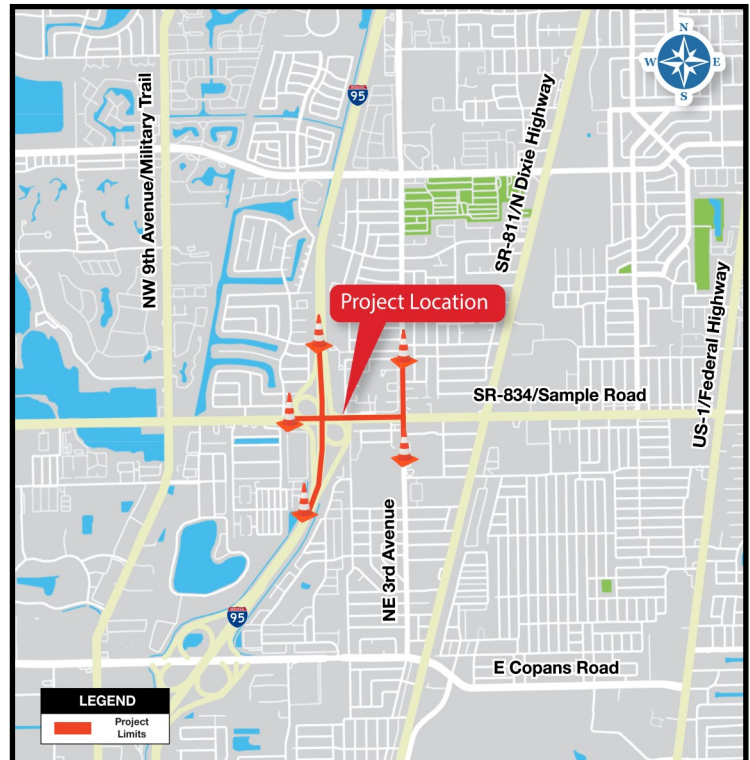 N
W E
S
95
NW 9th Avenue/Military Trail
SR-811/N Dixie Highway
Project Location
SR-834/Sample Road
US-1/Federal Highway
NE 3rd Avenue
95
E Copans Road
LEGEND
Project
Limits